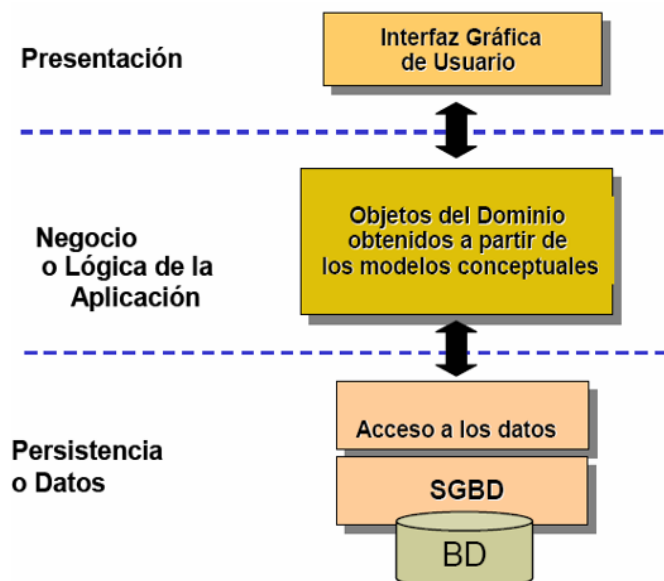 Presentación
Interfaz Gráfica
de Usuario
Negocio
o Lógica de la
Aplicación
Objetos del Dominio
obtenidos a partir de
los modelos conceptuales
Persistencia
o Datos
Acceso a los datos
SGBD
BD